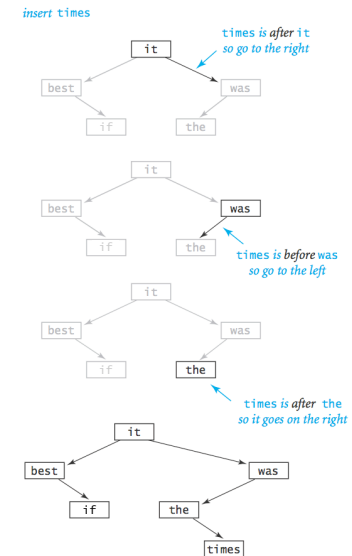 insert times
times is after it
so go to the right
it
best
was
if
the
it
best
was
if
the
times is before was
so go to the left
it
best
was
if
the
times is after the
so it goes on the right
it
best
was
if
the
times